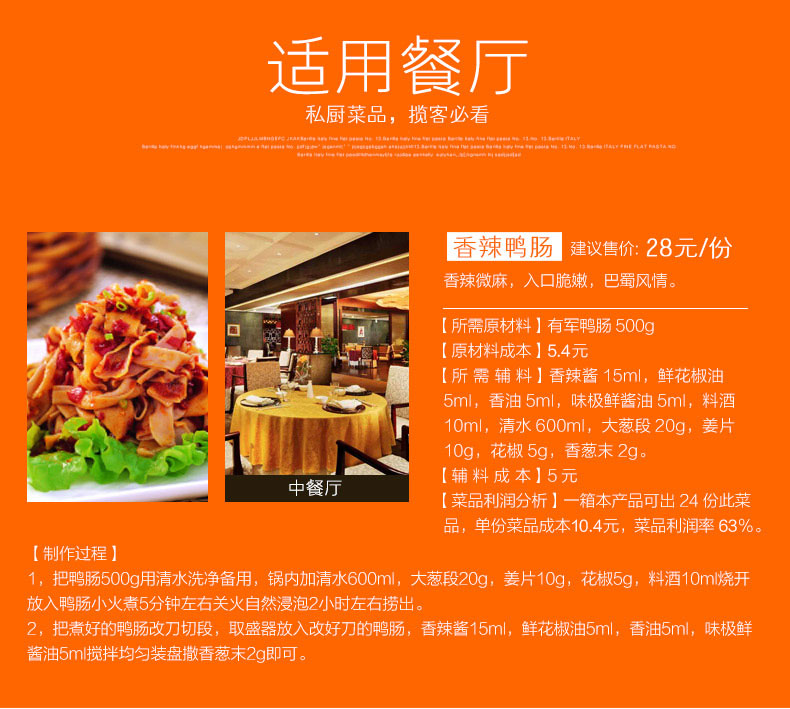 适用餐厅
私厨菜品，揽客必看
香辣鸭肠 建议售价: 28元/份
香辣微麻，入口脆嫩，巴蜀风情。
【所需原材料】有军鸭肠 500g
【原材料成本】5.4元
【所需辅料】香辣酱 15ml，鲜花椒油
5ml，香油 5ml，味极鲜酱油 5ml，料酒
10ml，清水 600ml，大葱段 20g，姜片
10g，花椒 5g，香葱末 2g。
【辅料成本】5 元
【菜品利润分析】一箱本产品可出 24 份此菜
品，单份菜品成本10.4元，菜品利润率 63%。
中餐厅
【制作过程】
1，把鸭肠500g用清水洗净备用，锅内加清水600ml，大葱段20g，姜片10g，花椒5g，料酒10ml烧开
放入鸭肠小火煮5分钟左右关火自然浸泡2小时左右捞出。
2，把煮好的鸭肠改刀切段，取盛器放入改好刀的鸭肠，香辣酱15ml，鲜花椒油5ml，香油5ml，味极鲜
酱油5ml搅拌均匀装盘撒香葱末2g即可。